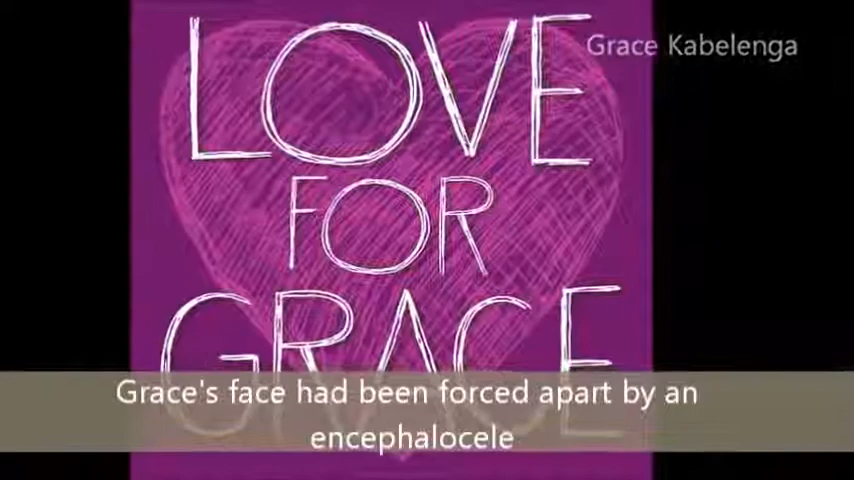 LOVE
Grace Kabelenga
FOR
GRACE
Grace's face had been forced apart by an
encephalocele